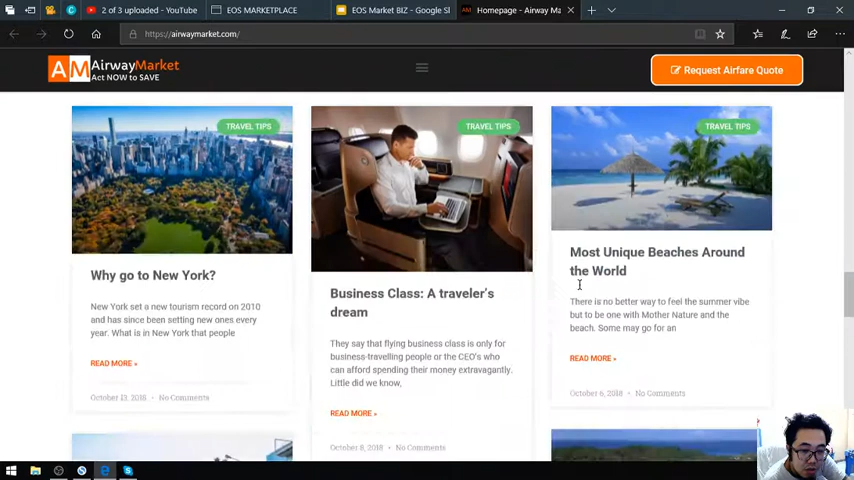 2 of 3 uploaded - YouTube
EOS MARKETPLACE
EOS Market BIZ - Google Sl
Homepage - Airway Ma
https://airwaymarket.com/
AM AirwayMarket
Act NOW to SAVE
Request Airfare Quote
TRAVEL TIPS
Why go to New York?
New York set a new tourism record on 2010
and has since been setting new ones every
year. What is in New York that people
READ MORE »
October 13, 2018 • No Comments
TRAVEL TIPS
Business Class: A traveler's
dream
They say that flying business class is only for
business-travelling people or the CEO's who
can afford spending their money extravagantly.
Little did we know,
READ MORE »
October 8, 2018 • No Comments
TRAVEL TIPS
Most Unique Beaches Around
the World
There is no better way to feel the summer vibe
but to be one with Mother Nature and the
beach. Some may go for an
READ MORE »
October 6, 2018 • No Comments